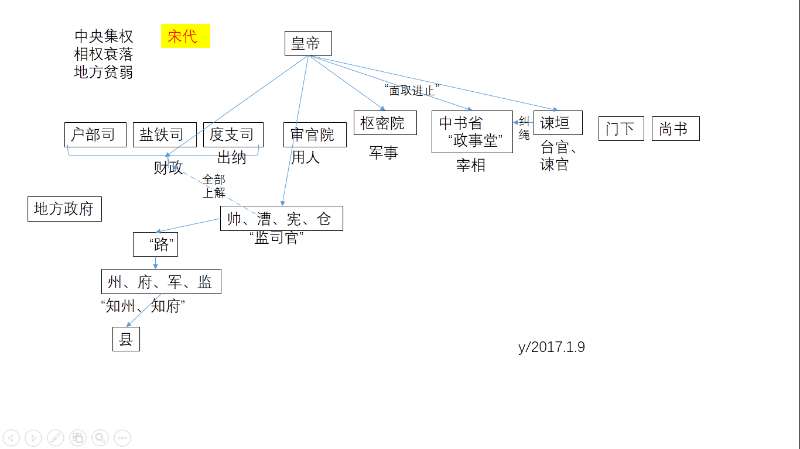 中央集权
相权衰落
地方贫弱
宋代
皇帝
“面取进止”
户部司
盐铁司
度支司
出纳
财政
审官院
用人
枢密院
军事
中书省
“政事堂”
宰相
纠
绳
谏垣
台官、
谏官
门下
尚书
全部
上解
地方政府
帅、漕、宪、仓
“监司官”
“路”
州、府、军、监
“知州、知府”
县
y/2017.1.9